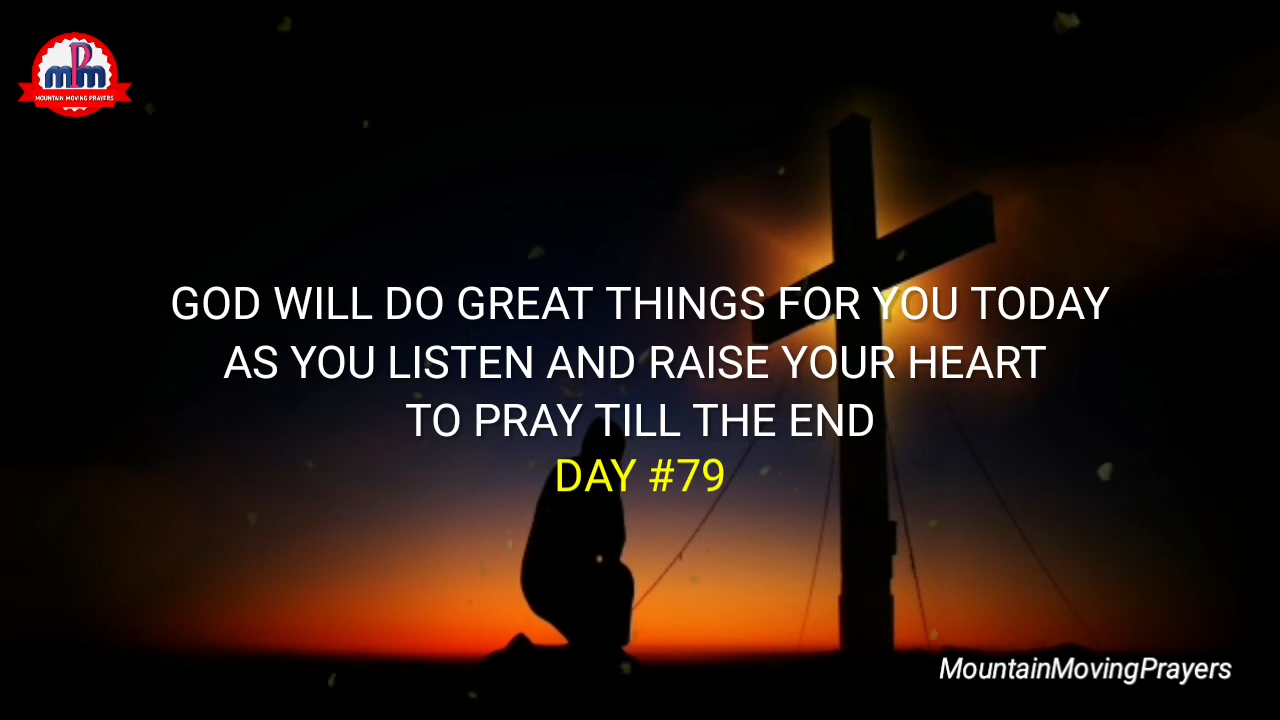 mPm
MOUNTAIN MOVING PRAYERS
GOD WILL DO GREAT THINGS FOR YOU TODAY
AS YOU LISTEN AND RAISE YOUR HEART
TO PRAY TILL THE END
DAY #79
MountainMovingPrayers